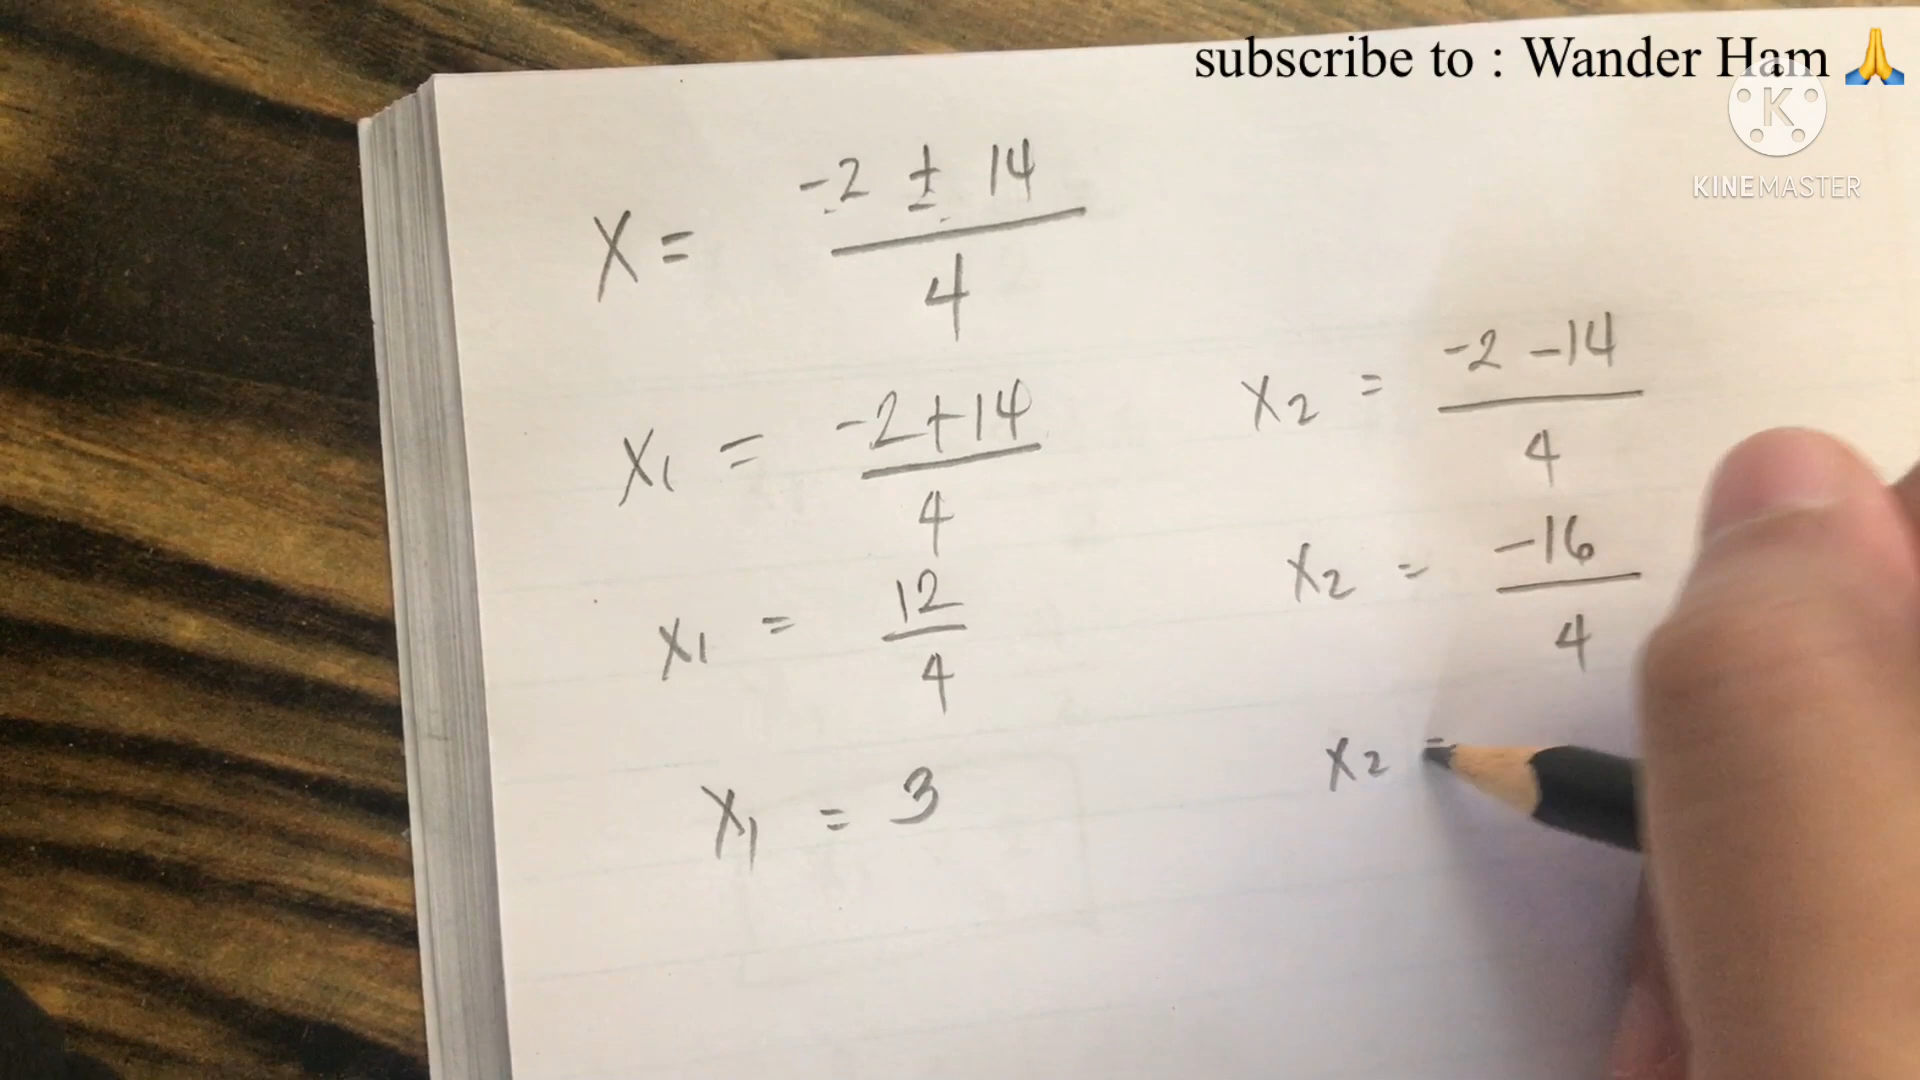 subscribe to : Wander Ham 🙏
KINEMASTER
X = -2 ± 14
4
X1 = -2+14
4
X1 = 12
4
X1 = 3
X2 = -2 -14
4
X2 = -16
4
X2 =